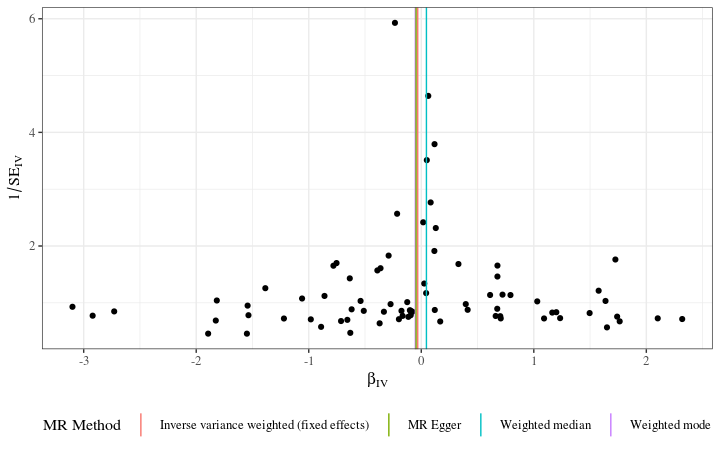 1/SE_IV
6
4
2
-3 -2 -1 0 1 2
β_IV
MR Method Inverse variance weighted (fixed effects) MR Egger Weighted median Weighted mode